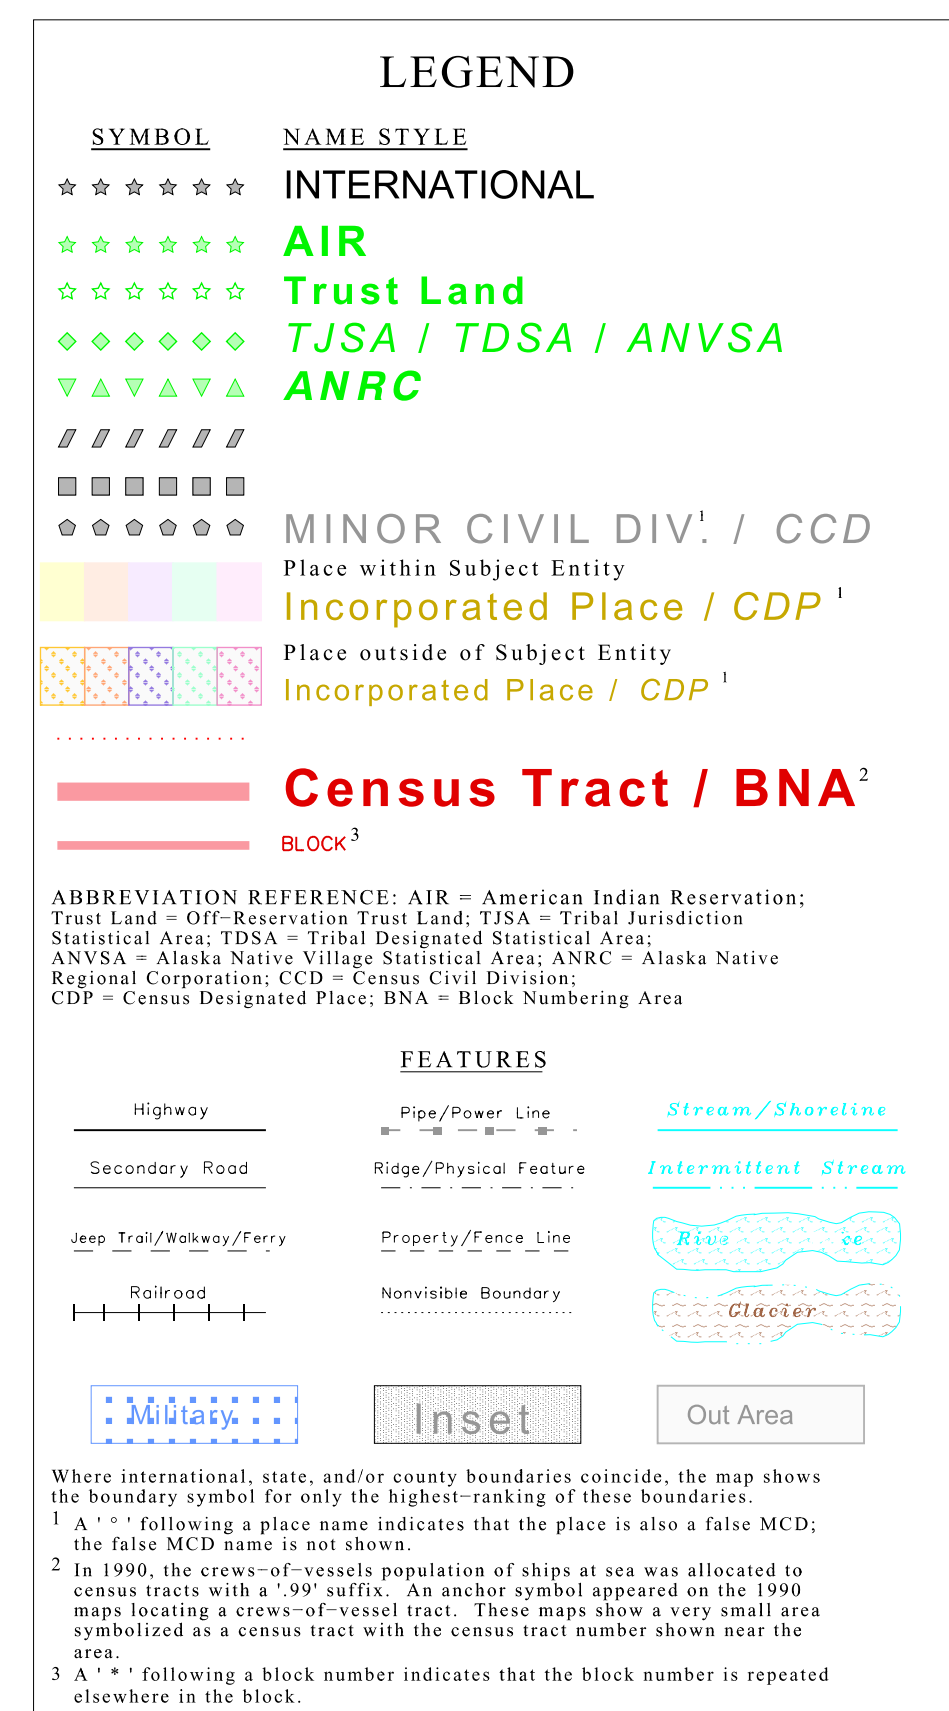 LEGEND
SYMBOL NAME STYLE
INTERNATIONAL
AIR
Trust Land
TJSA / TDSA / ANVSA
ANRC
MINOR CIVIL DIV.¹ / CCD
Place within Subject Entity
Incorporated Place / CDP ¹
Place outside of Subject Entity
Incorporated Place / CDP ¹
Census Tract / BNA²
BLOCK³
ABBREVIATION REFERENCE: AIR = American Indian Reservation;
Trust Land = Off−Reservation Trust Land; TJSA = Tribal Jurisdiction
Statistical Area; TDSA = Tribal Designated Statistical Area;
ANVSA = Alaska Native Village Statistical Area; ANRC = Alaska Native
Regional Corporation; CCD = Census Civil Division;
CDP = Census Designated Place; BNA = Block Numbering Area
FEATURES
Highway Pipe/Power Line Stream/Shoreline
Secondary Road Ridge/Physical Feature Intermittent Stream
Jeep Trail/Walkway/Ferry Property/Fence Line Rive ce
Railroad Nonvisible Boundary Glacier
Military Inset Out Area
Where international, state, and/or county boundaries coincide, the map shows
the boundary symbol for only the highest−ranking of these boundaries.
1 A ' ° ' following a place name indicates that the place is also a false MCD;
the false MCD name is not shown.
2 In 1990, the crews−of−vessels population of ships at sea was allocated to
census tracts with a '.99' suffix. An anchor symbol appeared on the 1990
maps locating a crews−of−vessel tract. These maps show a very small area
symbolized as a census tract with the census tract number shown near the
area.
3 A ' * ' following a block number indicates that the block number is repeated
elsewhere in the block.